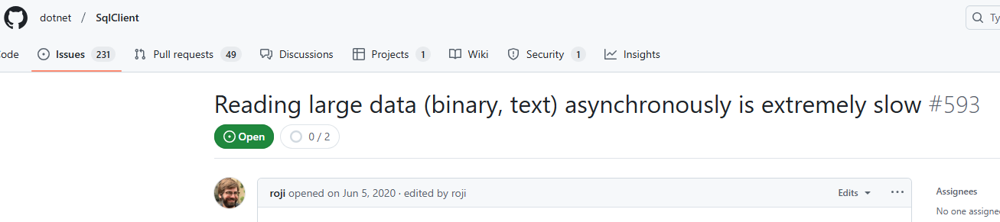 dotnet / SqlClient
Ty
ode Issues 231 Pull requests 49 Discussions Projects 1 Wiki Security 1 Insights
Reading large data (binary, text) asynchronously is extremely slow #593
Open 0 / 2
roji opened on Jun 5, 2020 · edited by roji Edits ···
Assignees
No one assigne